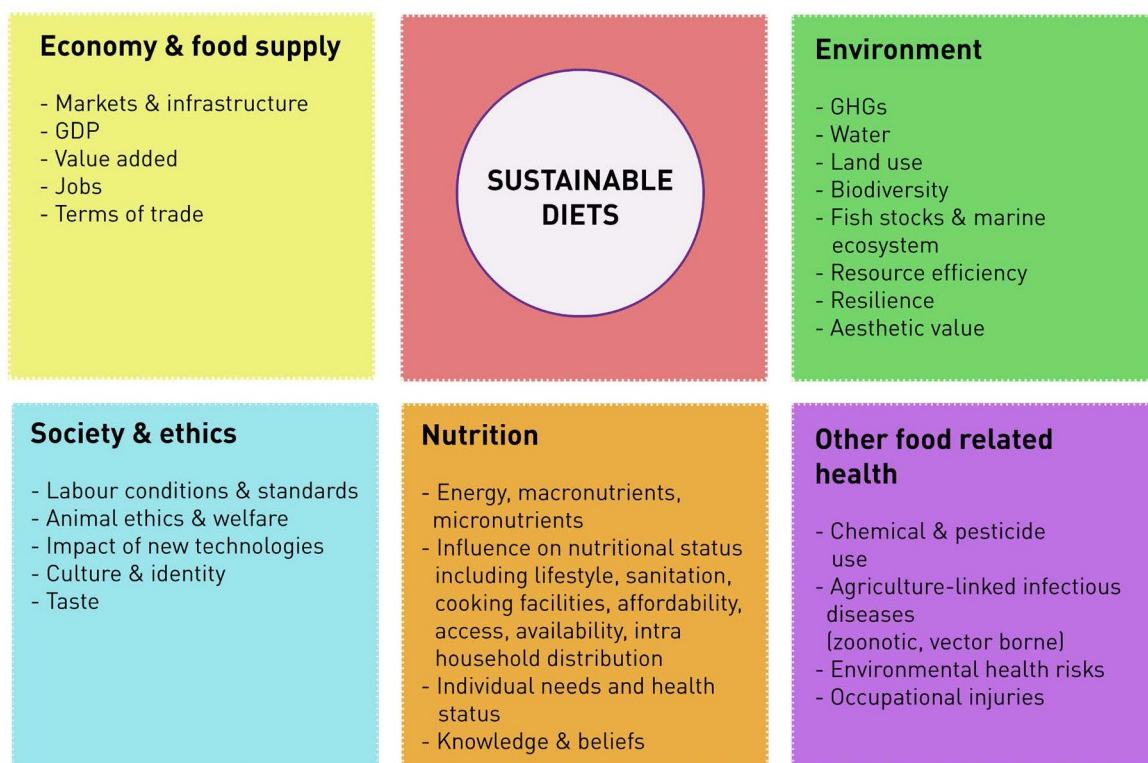 Economy & food supply
- Markets & infrastructure
- GDP
- Value added
- Jobs
- Terms of trade
SUSTAINABLE
DIETS
Environment
- GHGs
- Water
- Land use
- Biodiversity
- Fish stocks & marine
ecosystem
- Resource efficiency
- Resilience
- Aesthetic value
Society & ethics
- Labour conditions & standards
- Animal ethics & welfare
- Impact of new technologies
- Culture & identity
- Taste
Nutrition
- Energy, macronutrients,
micronutrients
- Influence on nutritional status
including lifestyle, sanitation,
cooking facilities, affordability,
access, availability, intra
household distribution
- Individual needs and health
status
- Knowledge & beliefs
Other food related
health
- Chemical & pesticide
use
- Agriculture-linked infectious
diseases
(zoonotic, vector borne)
- Environmental health risks
- Occupational injuries